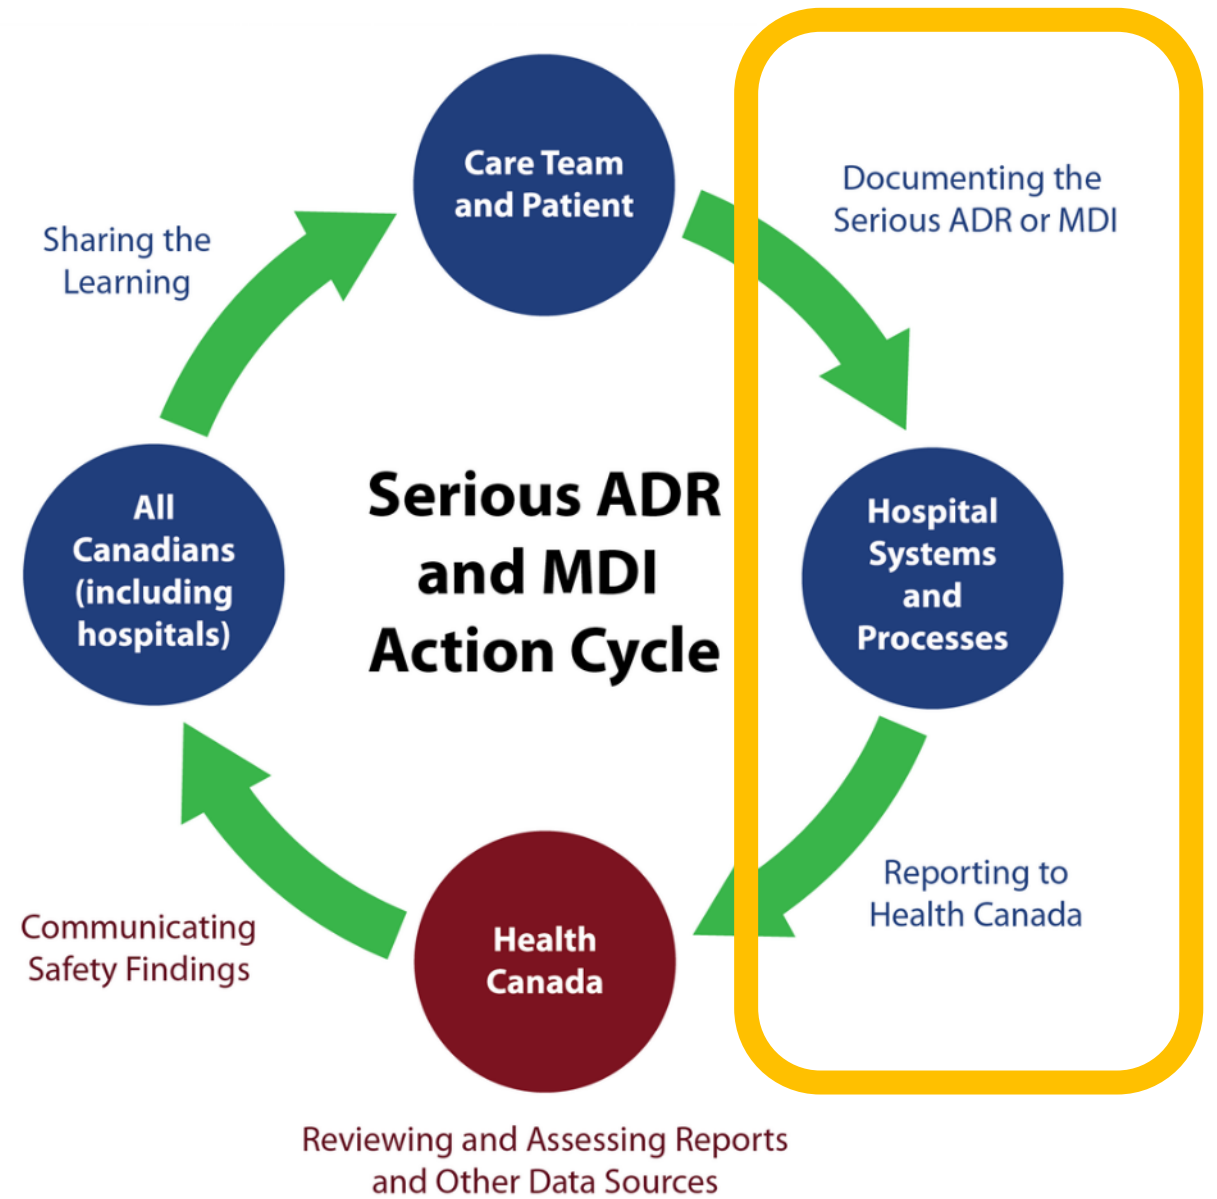 Care Team
and Patient
Documenting the
Serious ADR or MDI
Sharing the
Learning
Serious ADR
and MDI
Action Cycle
All
Canadians
(including
hospitals)
Hospital
Systems
and
Processes
Reporting to
Health Canada
Communicating
Safety Findings
Health
Canada
Reviewing and Assessing Reports
and Other Data Sources